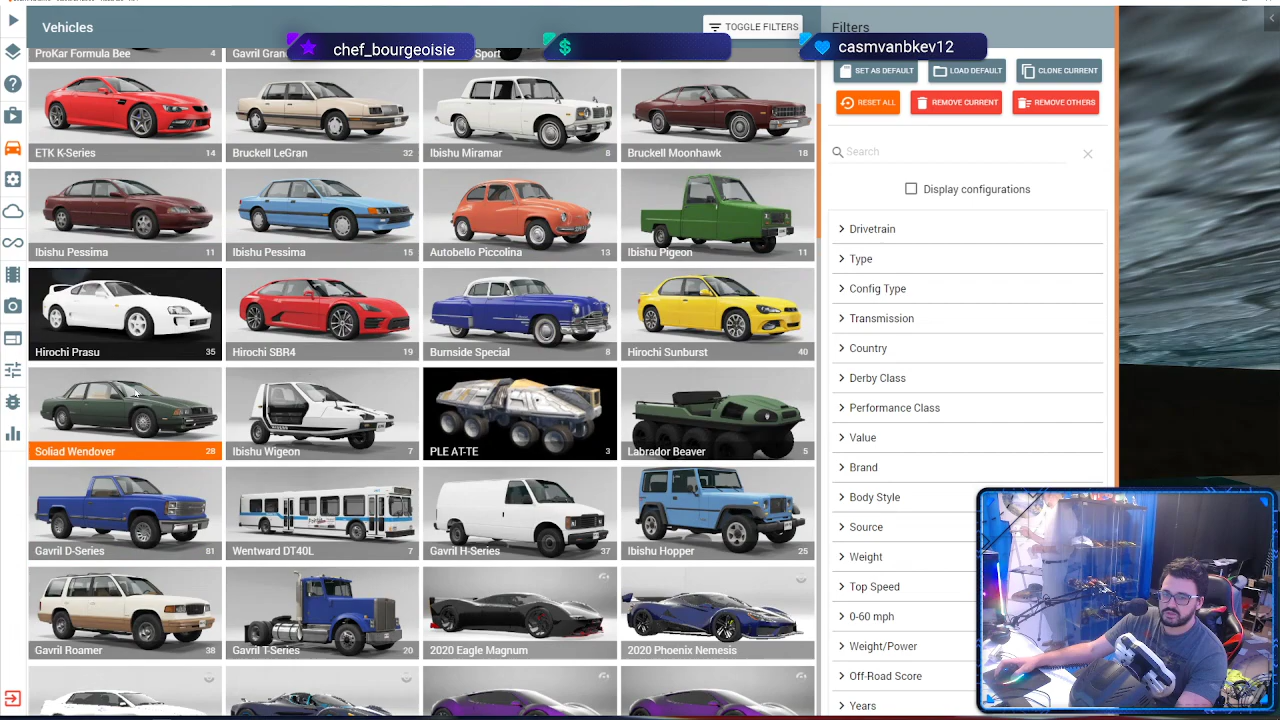 Vehicles
TOGGLE FILTERS
Filters
chef_bourgeoisie
$
casmvanbkev12
ProKar Formula Bee 4
Gavril Gran
Sport
SET AS DEFAULT
LOAD DEFAULT
CLONE CURRENT
RESET ALL
REMOVE CURRENT
REMOVE OTHERS
Search
Display configurations
ETK K-Series 14
Bruckell LeGran 32
Ibishu Miramar 8
Bruckell Moonhawk 18
Ibishu Pessima 11
Ibishu Pessima 15
Autobello Piccolina 13
Ibishu Pigeon 11
Hirochi Prasu 35
Hirochi SBR4 19
Burnside Special 8
Hirochi Sunburst 40
Soliad Wendover 28
Ibishu Wigeon 7
PLE AT-TE 3
Labrador Beaver 5
Gavril D-Series 81
Wentward DT40L 7
Gavril H-Series 37
Ibishu Hopper 25
Gavril Roamer 38
Gavril T-Series 20
2020 Eagle Magnum
2020 Phoenix Nemesis
Drivetrain
Type
Config Type
Transmission
Country
Derby Class
Performance Class
Value
Brand
Body Style
Source
Weight
Top Speed
0-60 mph
Weight/Power
Off-Road Score
Years